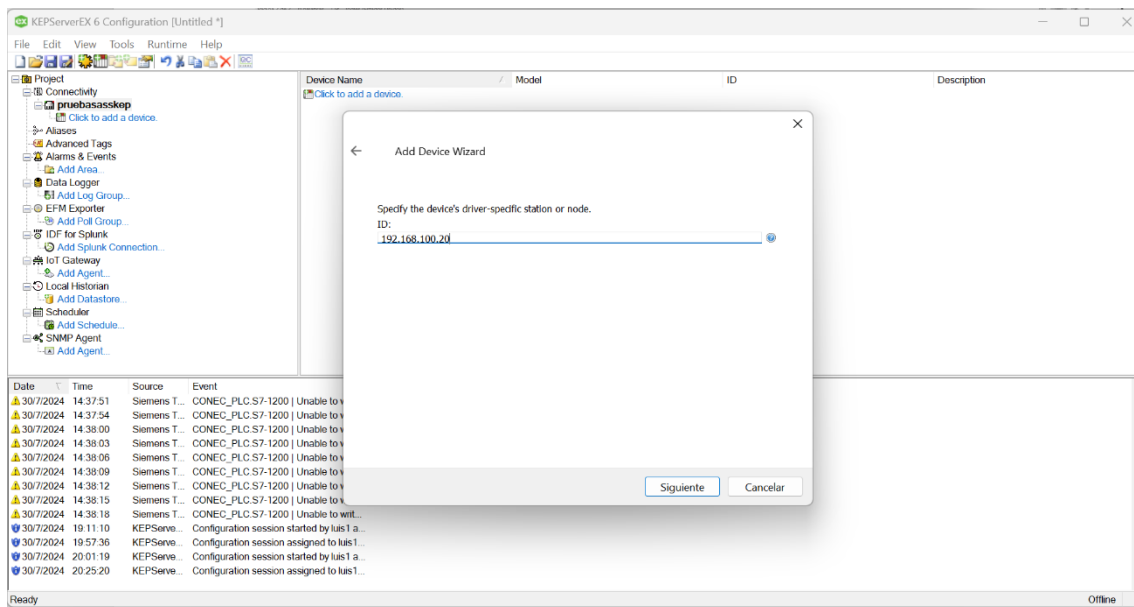 KEPServerEX 6 Configuration [Untitled *]
File Edit View Tools Runtime Help
Project
Connectivity
pruebasasskep
Click to add a device.
Aliases
Advanced Tags
Alarms & Events
Add Area...
Data Logger
Add Log Group...
EFM Exporter
Add Poll Group...
IDF for Splunk
Add Splunk Connection...
IoT Gateway
Add Agent...
Local Historian
Add Datastore...
Scheduler
Add Schedule...
SNMP Agent
Add Agent...
Device Name Model ID Description
Click to add a device.
Add Device Wizard
Specify the device's driver-specific station or node.
ID:
192.168.100.20
Siguiente Cancelar
Date Time Source Event
30/7/2024 14:37:51 Siemens T... CONEC_PLC.S7-1200 | Unable to w
30/7/2024 14:37:54 Siemens T... CONEC_PLC.S7-1200 | Unable to w
30/7/2024 14:38:00 Siemens T... CONEC_PLC.S7-1200 | Unable to w
30/7/2024 14:38:03 Siemens T... CONEC_PLC.S7-1200 | Unable to w
30/7/2024 14:38:06 Siemens T... CONEC_PLC.S7-1200 | Unable to w
30/7/2024 14:38:09 Siemens T... CONEC_PLC.S7-1200 | Unable to w
30/7/2024 14:38:12 Siemens T... CONEC_PLC.S7-1200 | Unable to w
30/7/2024 14:38:15 Siemens T... CONEC_PLC.S7-1200 | Unable to w
30/7/2024 14:38:18 Siemens T... CONEC_PLC.S7-1200 | Unable to writ...
30/7/2024 19:11:10 KEPServe... Configuration session started by luis1 a...
30/7/2024 19:57:36 KEPServe... Configuration session assigned to luis1...
30/7/2024 20:01:19 KEPServe... Configuration session started by luis1 a...
30/7/2024 20:25:20 KEPServe... Configuration session assigned to luis1...
Ready Offline